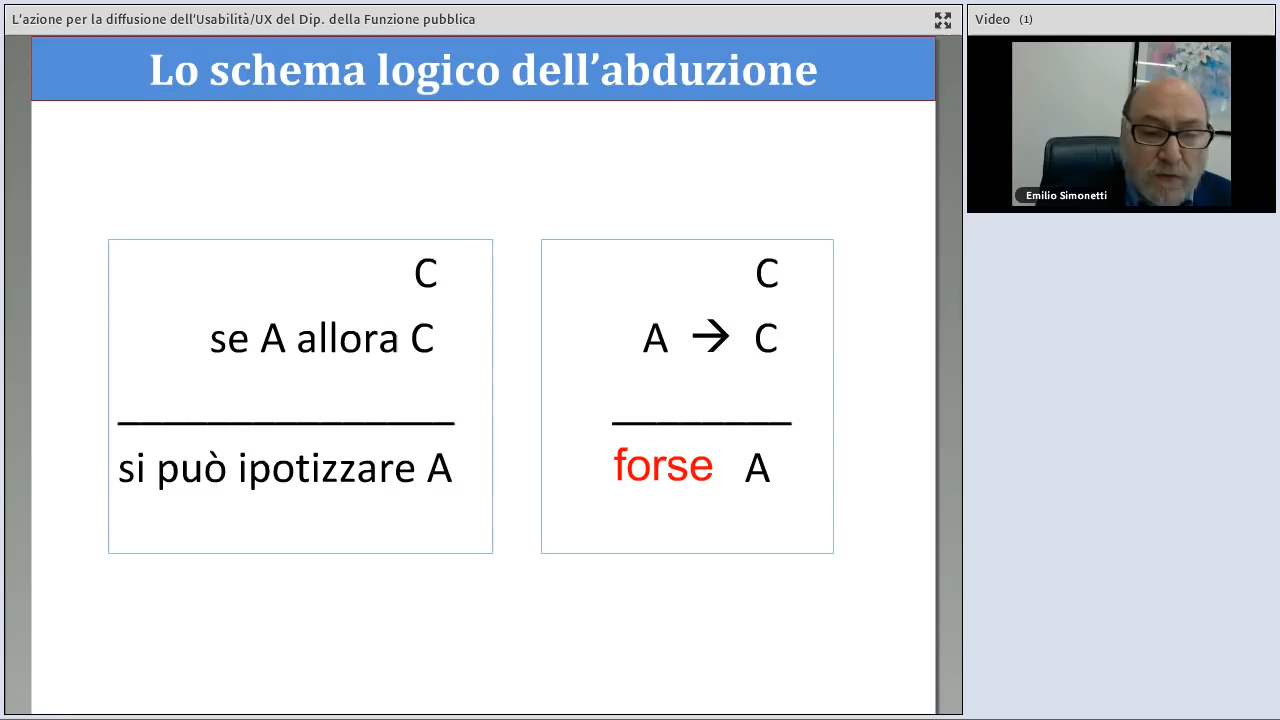 L’azione per la diffusione dell’Usabilità/UX del Dip. della Funzione pubblica
Video (1)
Lo schema logico dell’abduzione
C
se A allora C
si può ipotizzare A
C
A → C
forse A
Emilio Simonetti